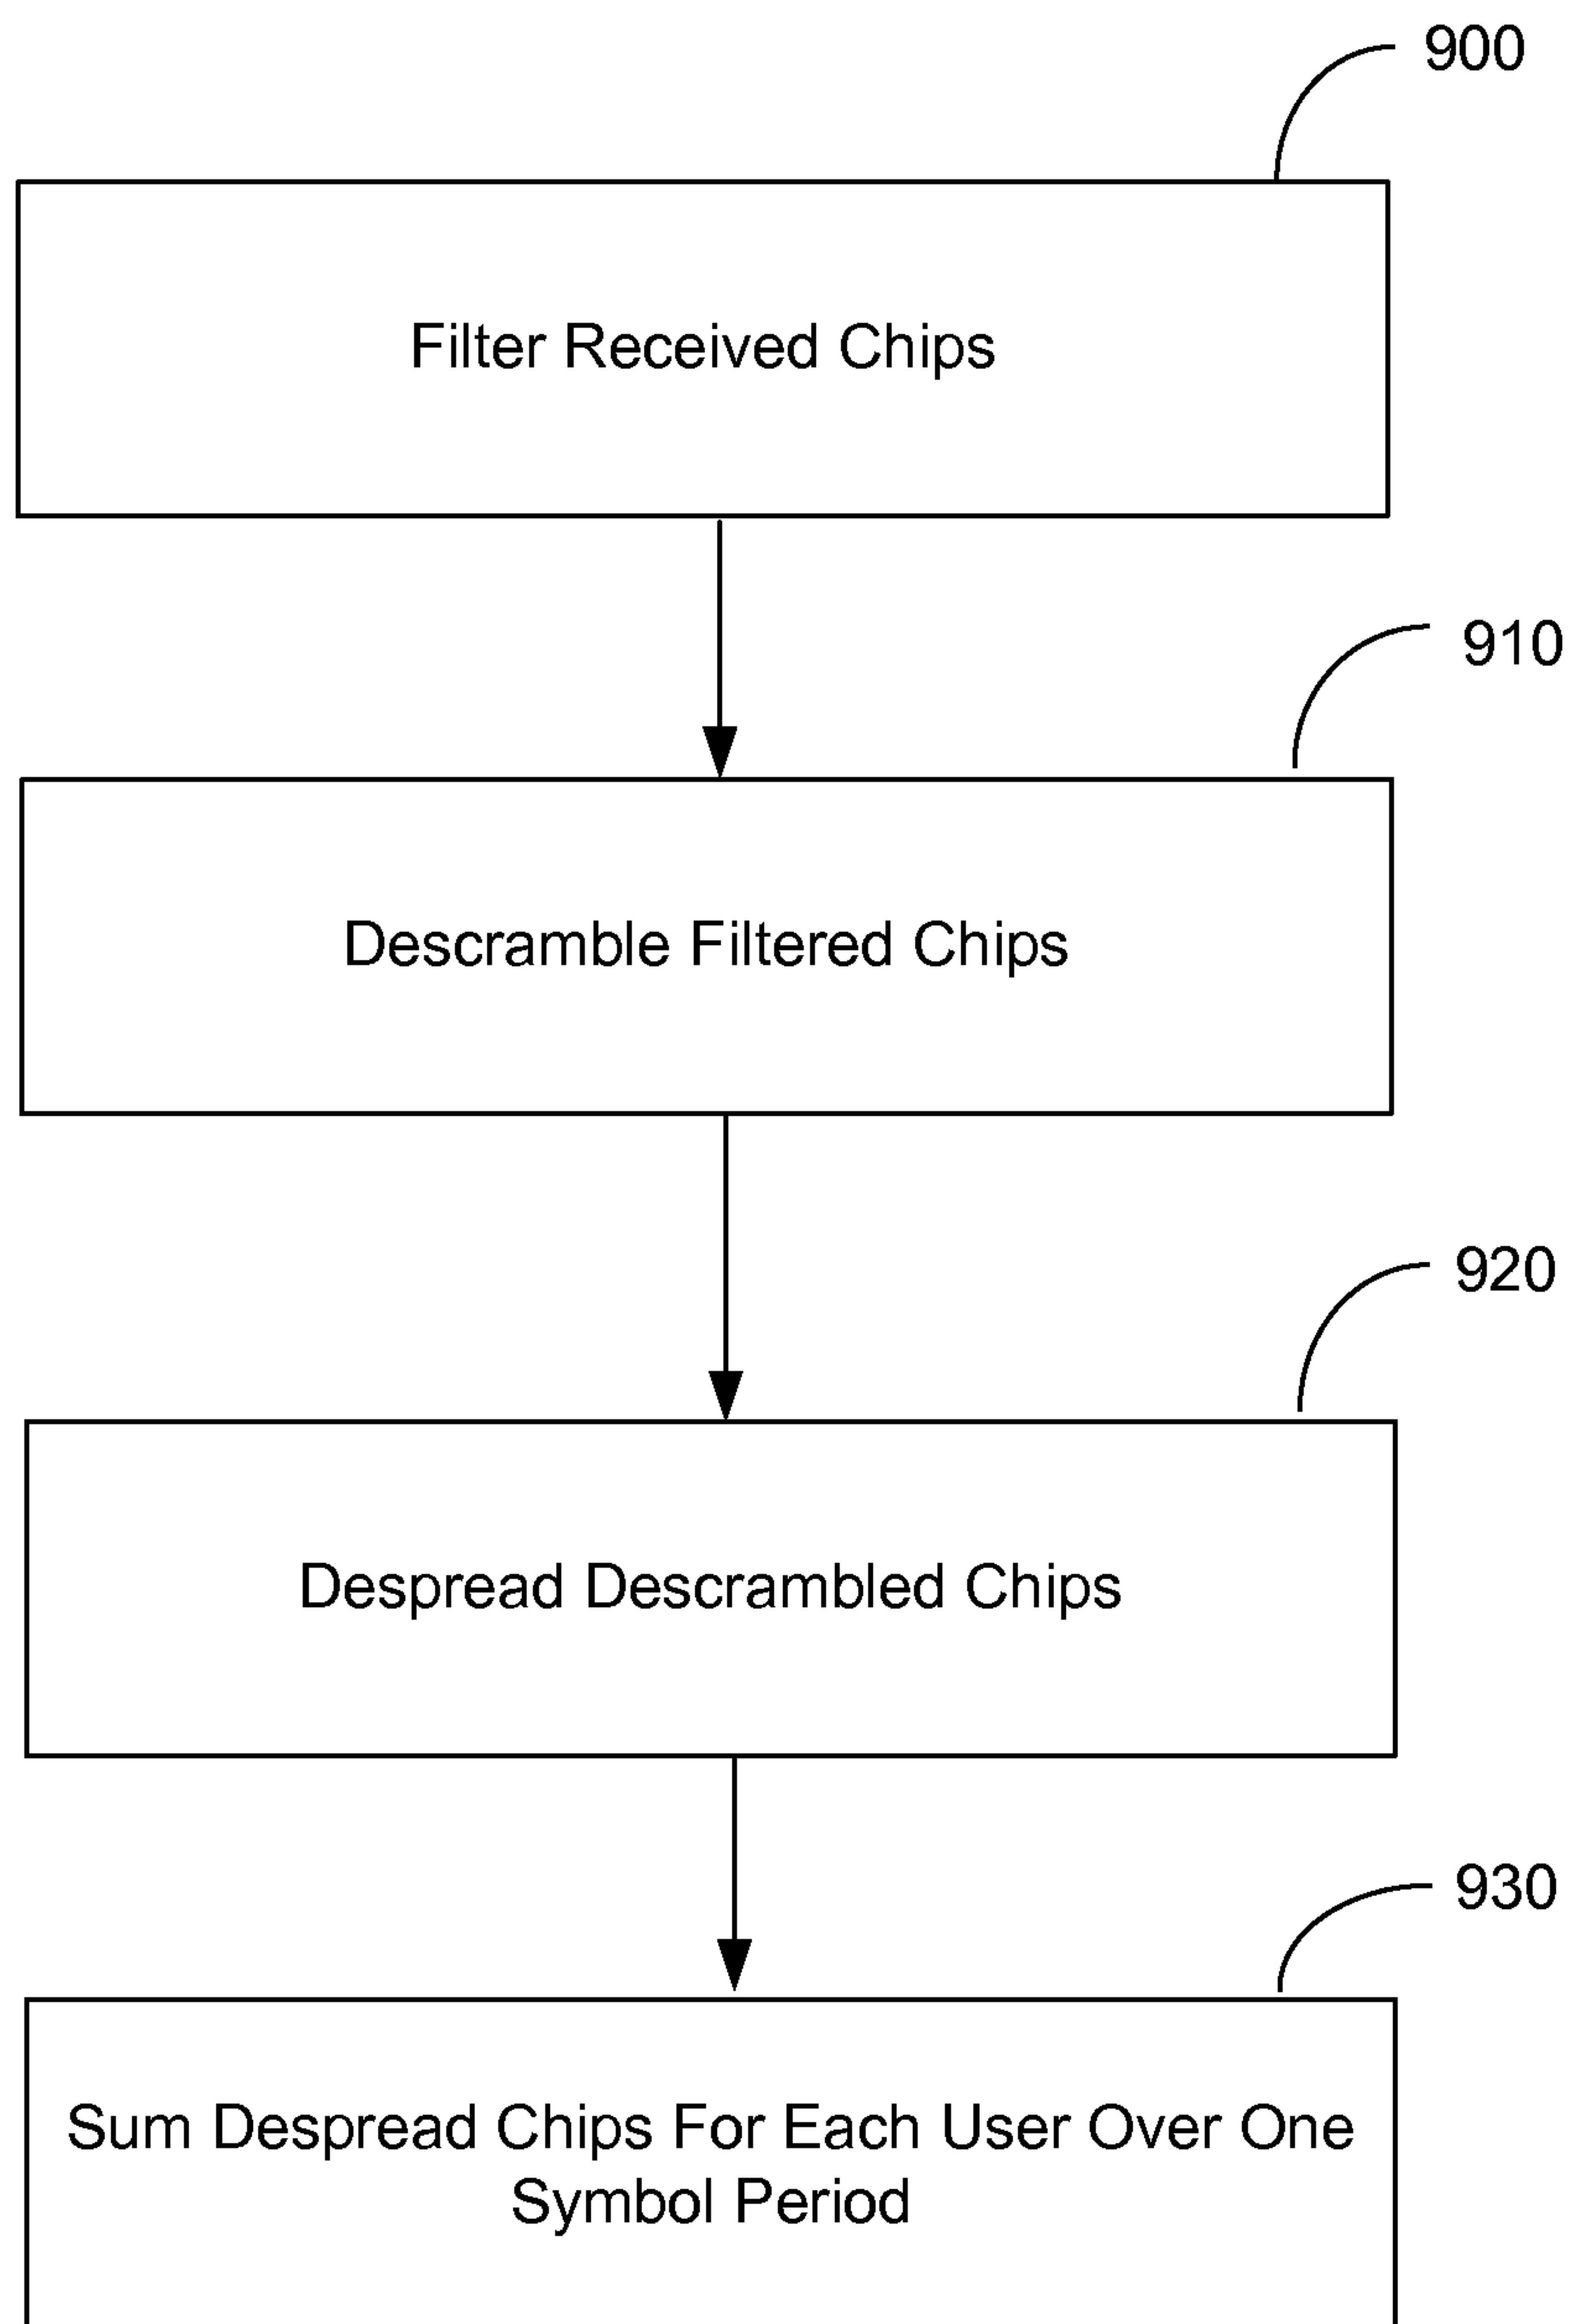 900
Filter Received Chips
910
Descramble Filtered Chips
920
Despread Descrambled Chips
930
Sum Despread Chips For Each User Over One
Symbol Period